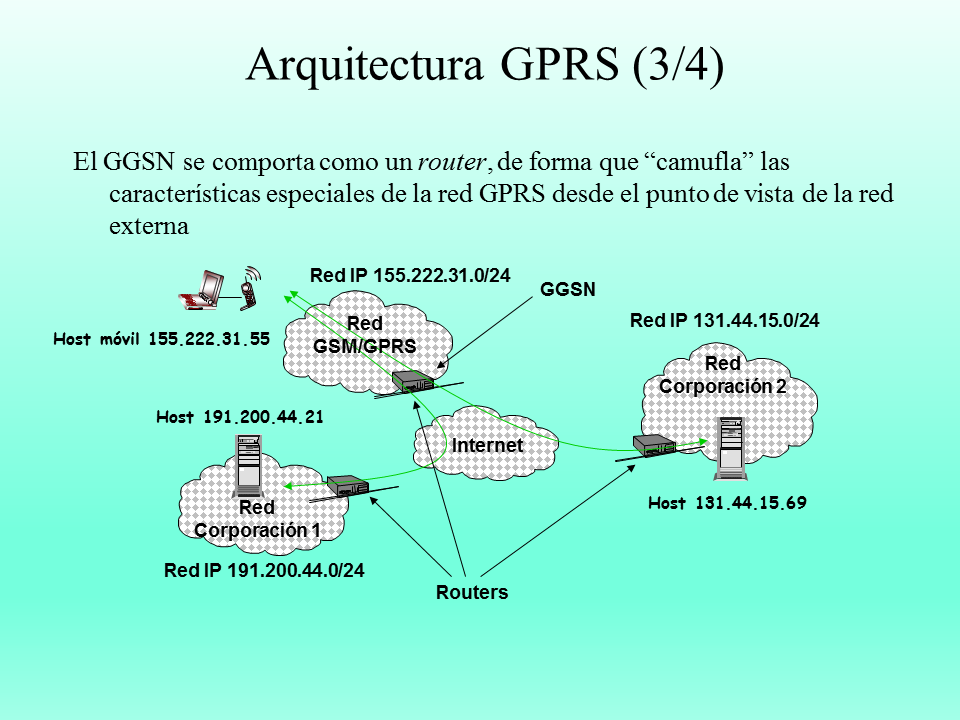 Arquitectura GPRS (3/4)
El GGSN se comporta como un router, de forma que “camufla” las
características especiales de la red GPRS desde el punto de vista de la red
externa
Red IP 155.222.31.0/24
GGSN
Red IP 131.44.15.0/24
Host móvil 155.222.31.55
Red
GSM/GPRS
Red
Corporación 2
Host 191.200.44.21
Internet
Host 131.44.15.69
Red
Corporación 1
Red IP 191.200.44.0/24
Routers